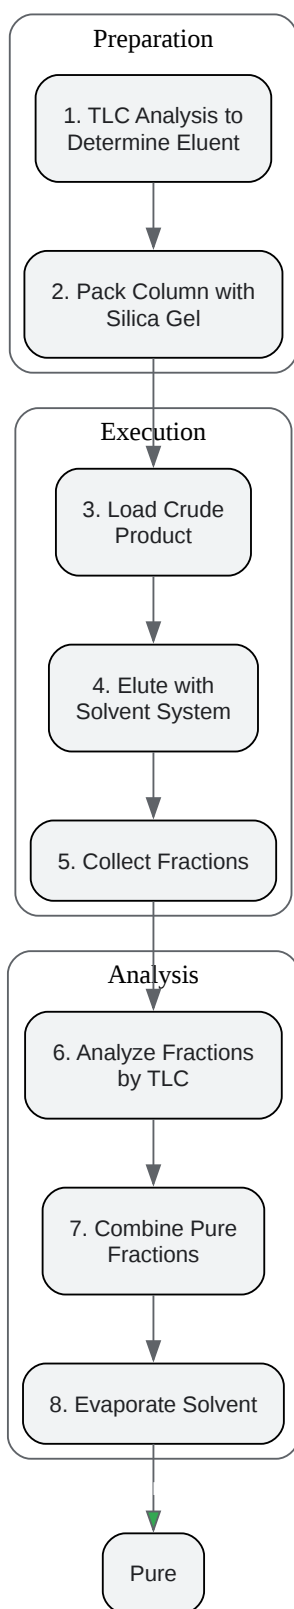 Preparation
1. TLC Analysis to
Determine Eluent
2. Pack Column with
Silica Gel
Execution
3. Load Crude
Product
4. Elute with
Solvent System
5. Collect Fractions
Analysis
6. Analyze Fractions
by TLC
7. Combine Pure
Fractions
8. Evaporate Solvent
Pure